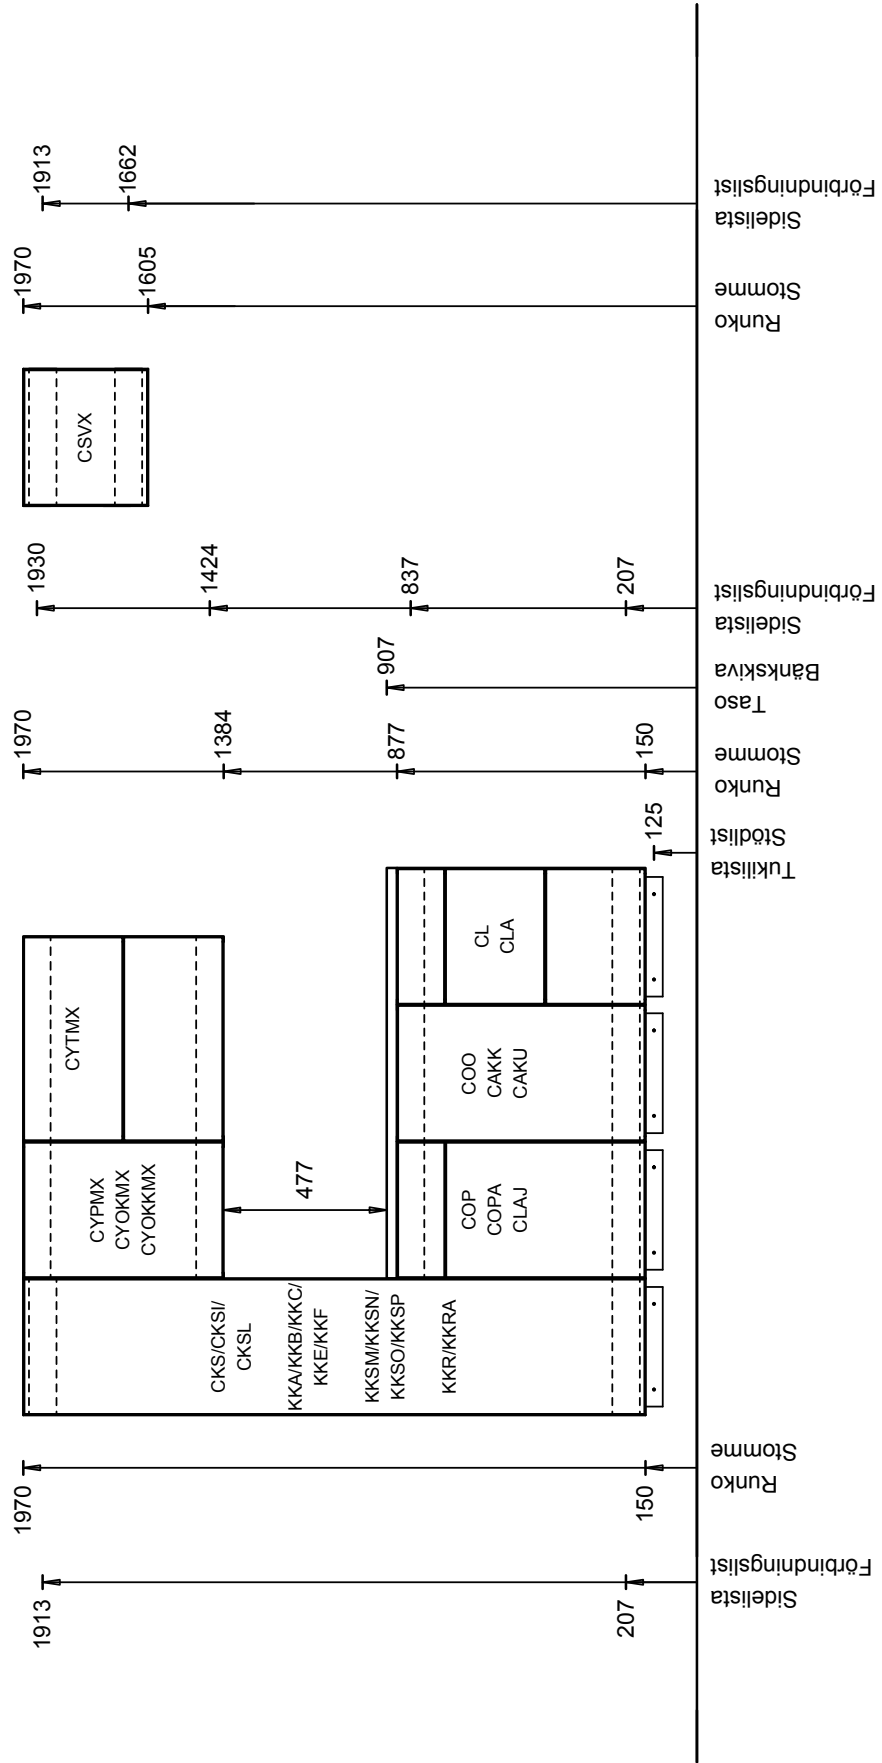 1913
207
Sidelista
Förbindningslist
1970
150
Runko
Stomme
CKS/CKSI/
CKSL
KKA/KKB/KKC/
KKE/KKF
KKSM/KKSN/
KKSO/KKSP
KKR/KKRA
CYPMX
CYOKMX
CYOKKMX
CYTMX
477
COP
COPA
CLAJ
COO
CAKK
CAKU
CL
CLA
125
Tukilista
Stödlist
1970
1384
877
150
Runko
Stomme
907
Taso
Bänkskiva
1930
1424
837
207
Sidelista
Förbindningslist
CSVX
1970
1605
Runko
Stomme
1913
1662
Sidelista
Förbindningslist